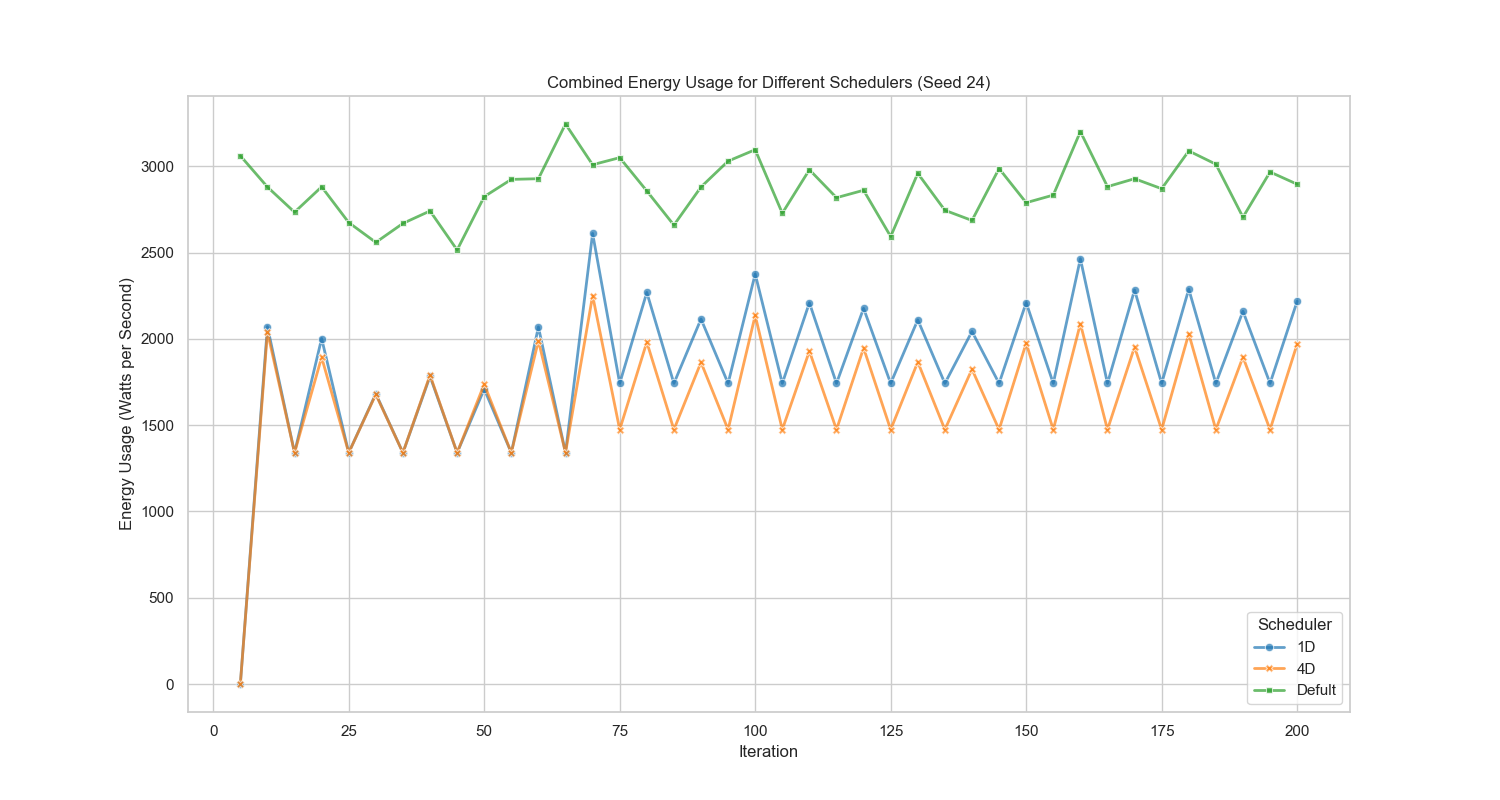 Combined Energy Usage for Different Schedulers (Seed 24)
Energy Usage (Watts per Second)
3000
2500
2000
1500
1000
500
0
0 25 50 75 100 125 150 175 200
Iteration
Scheduler
1D
4D
Defult